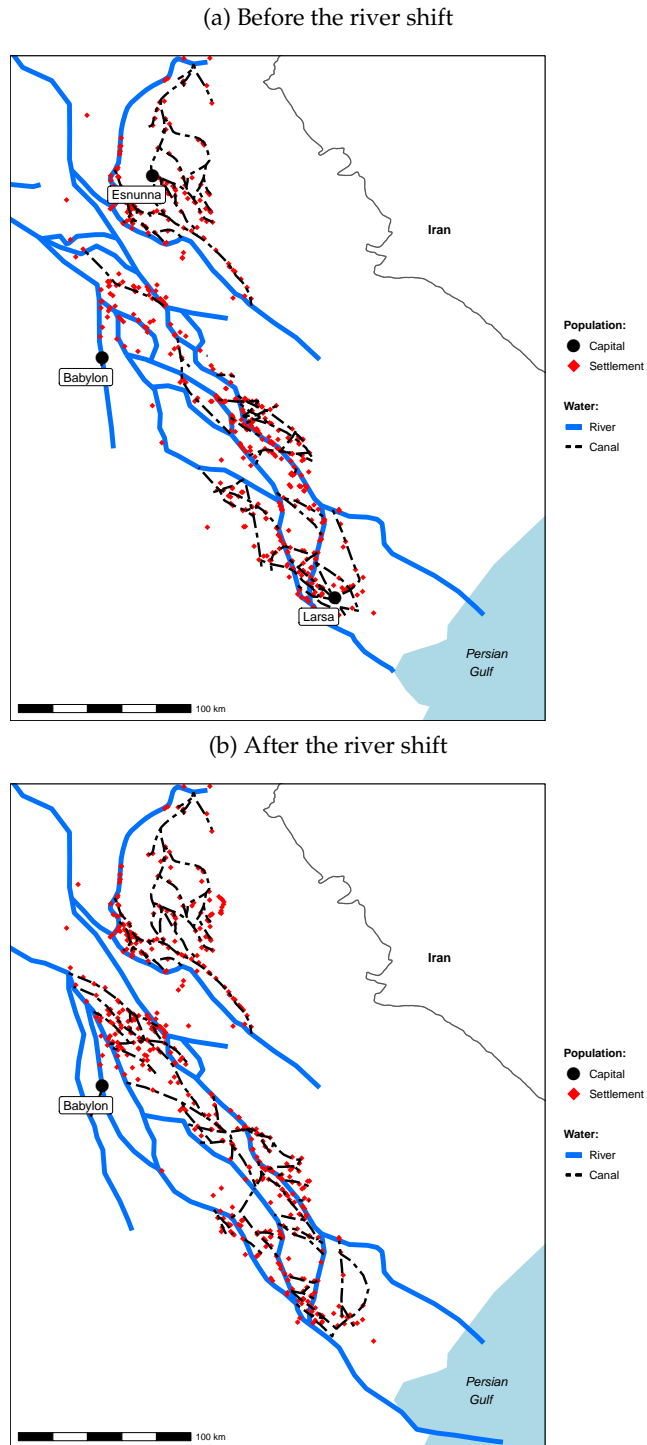 (a) Before the river shift
Esnunna
Iran
Babylon
Larsa
Persian
Gulf
100 km
Population:
Capital
Settlement
Water:
River
Canal
(b) After the river shift
Iran
Babylon
Persian
Gulf
100 km
Population:
Capital
Settlement
Water:
River
Canal